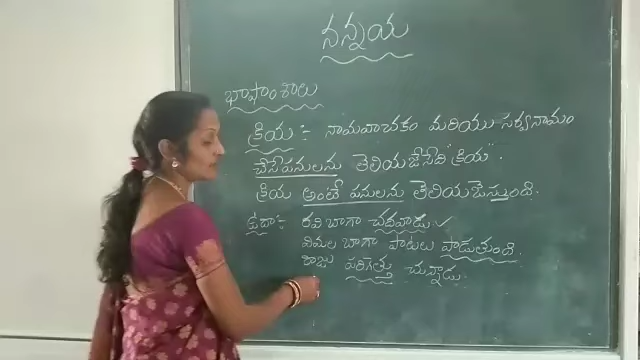 నన్నయ
భాషాంశాలు
క్రియ :- నామవాచకం మరియు సర్వనామం
చేసేపనులను తెలియజేసేది "క్రియ".
క్రియ అంటే పనులను తెలియజేస్తుంది.
ఉదా :- రవి బాగా చదివాడు ✓
విమల బాగా పాటలు పాడుతుంది.
రాజు పరిగెత్తు చున్నాడు.